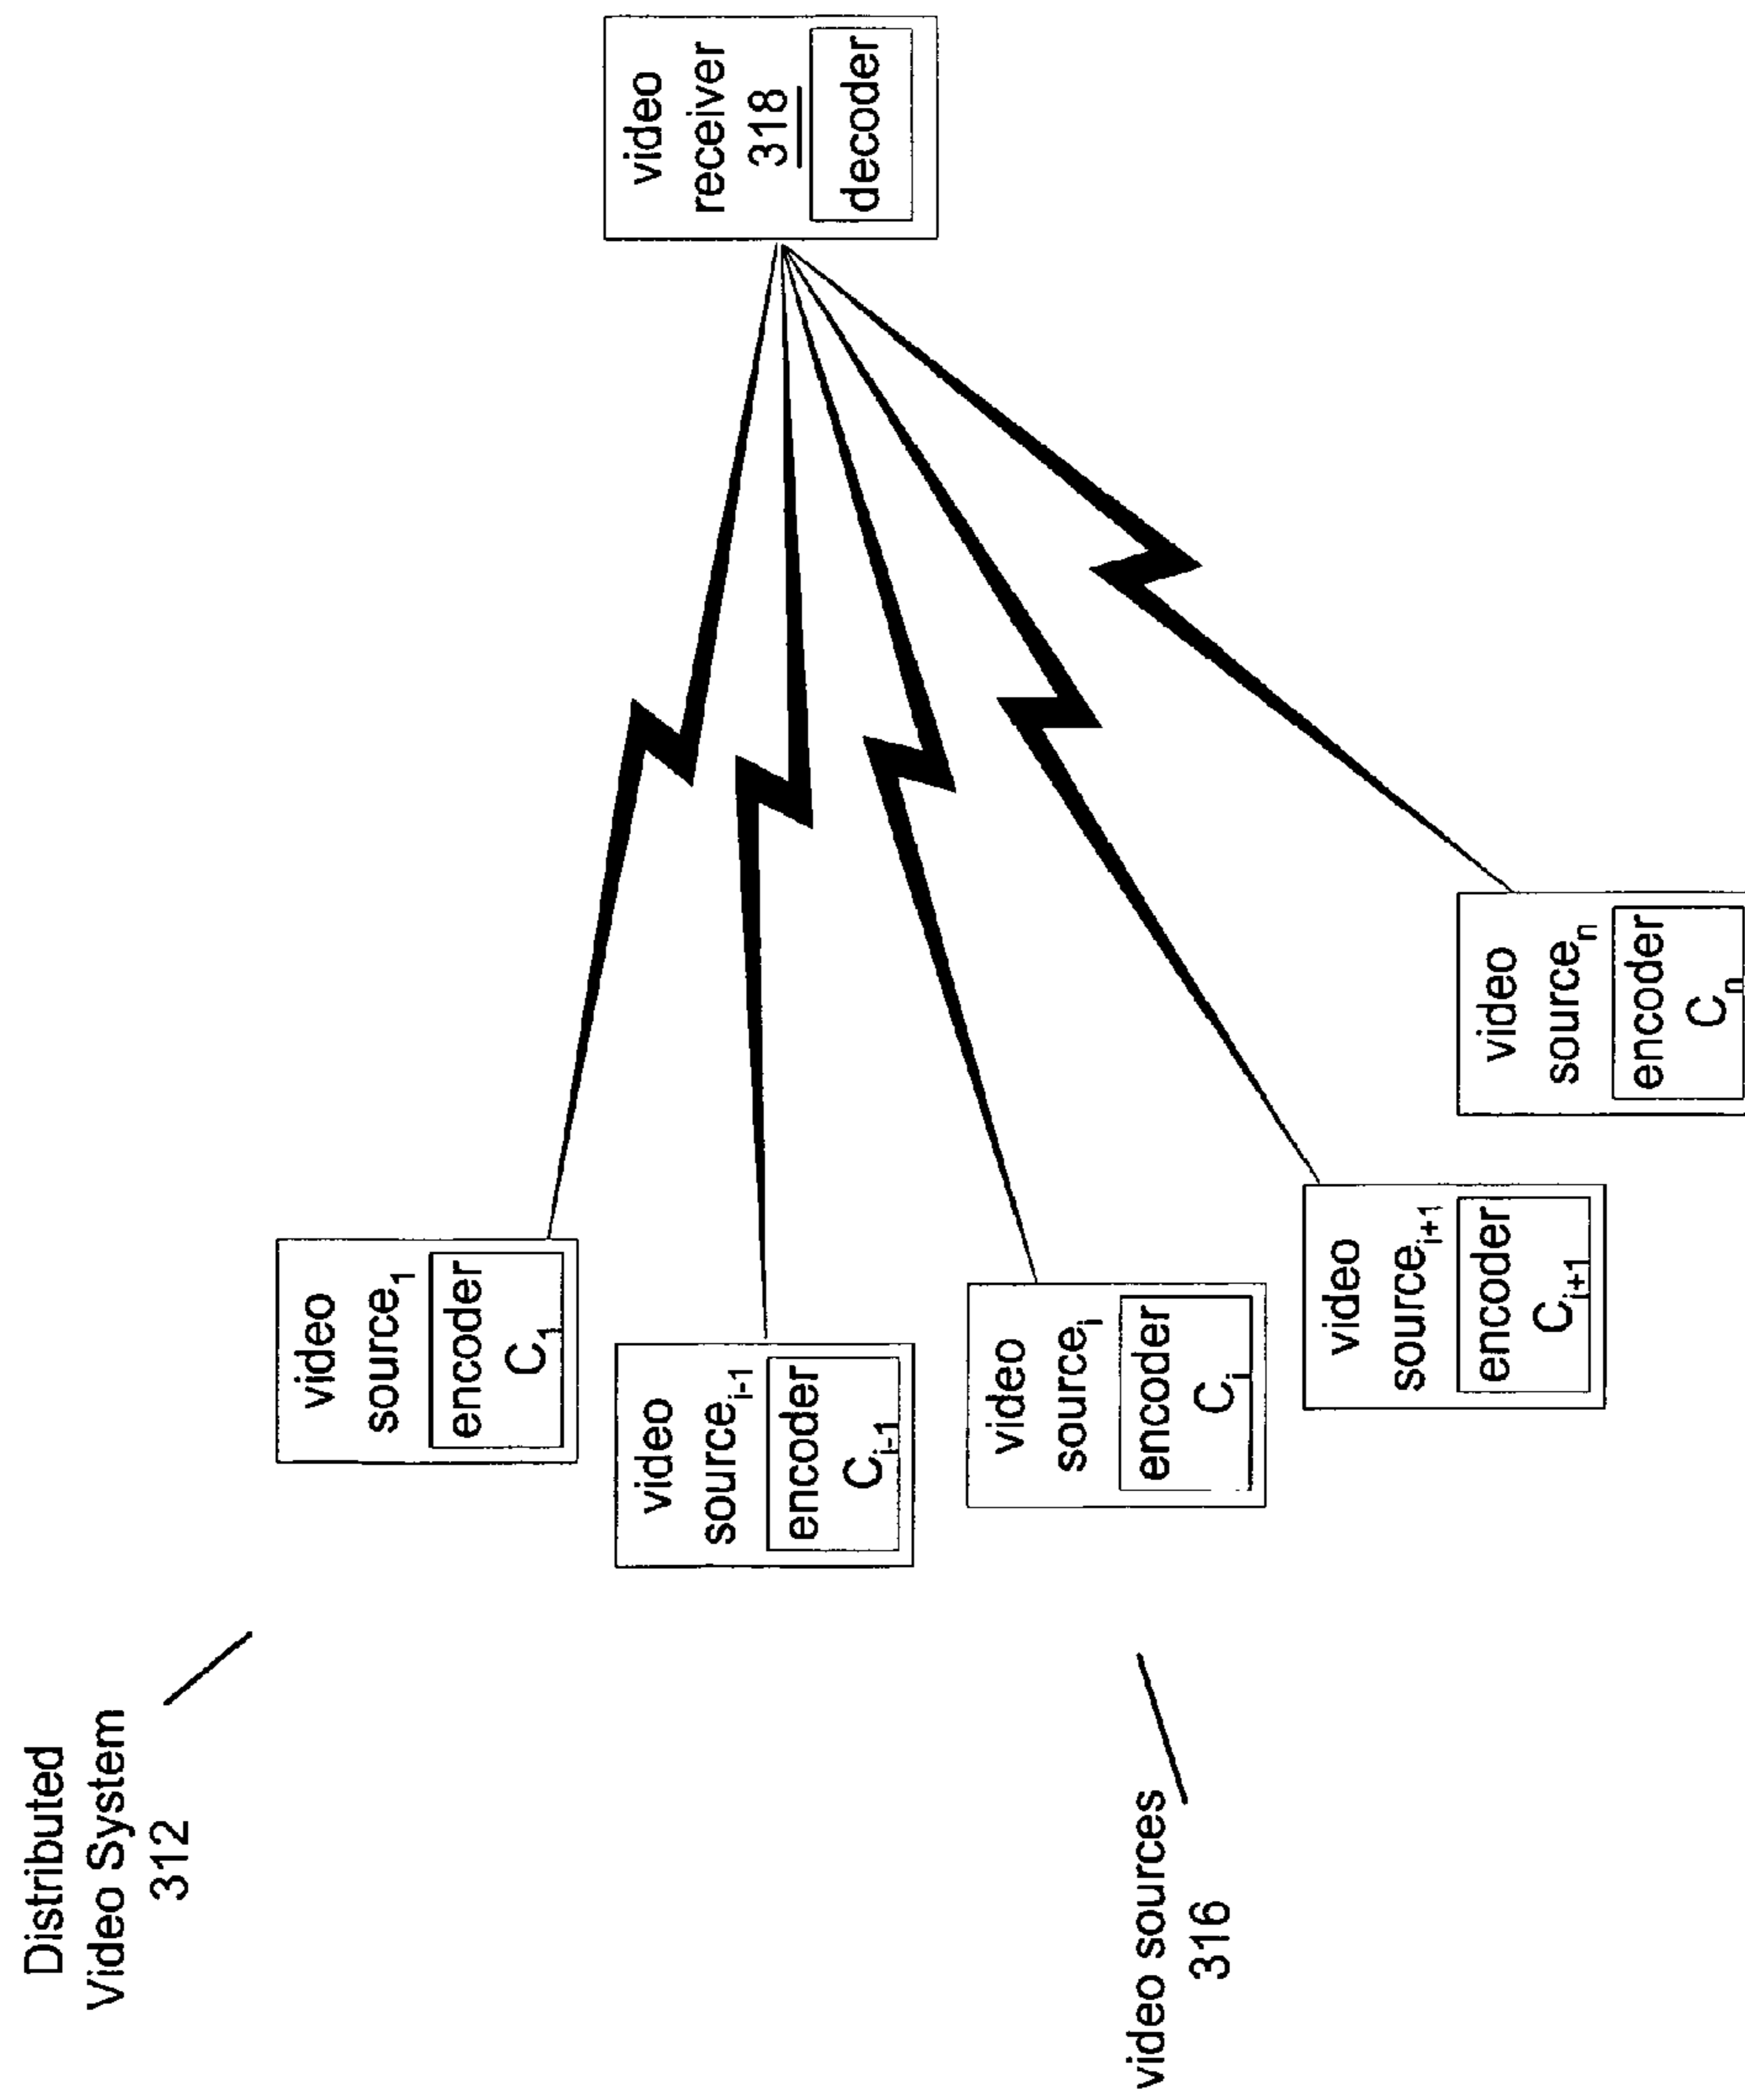 Distributed
Video System
312
video
source1
encoder
C1
video
sourcei-1
encoder
Ci-1
video
sourcei
encoder
Ci
video
sourcei+1
encoder
Ci+1
video
sourcen
encoder
Cn
video
receiver
318
decoder
video sources
316